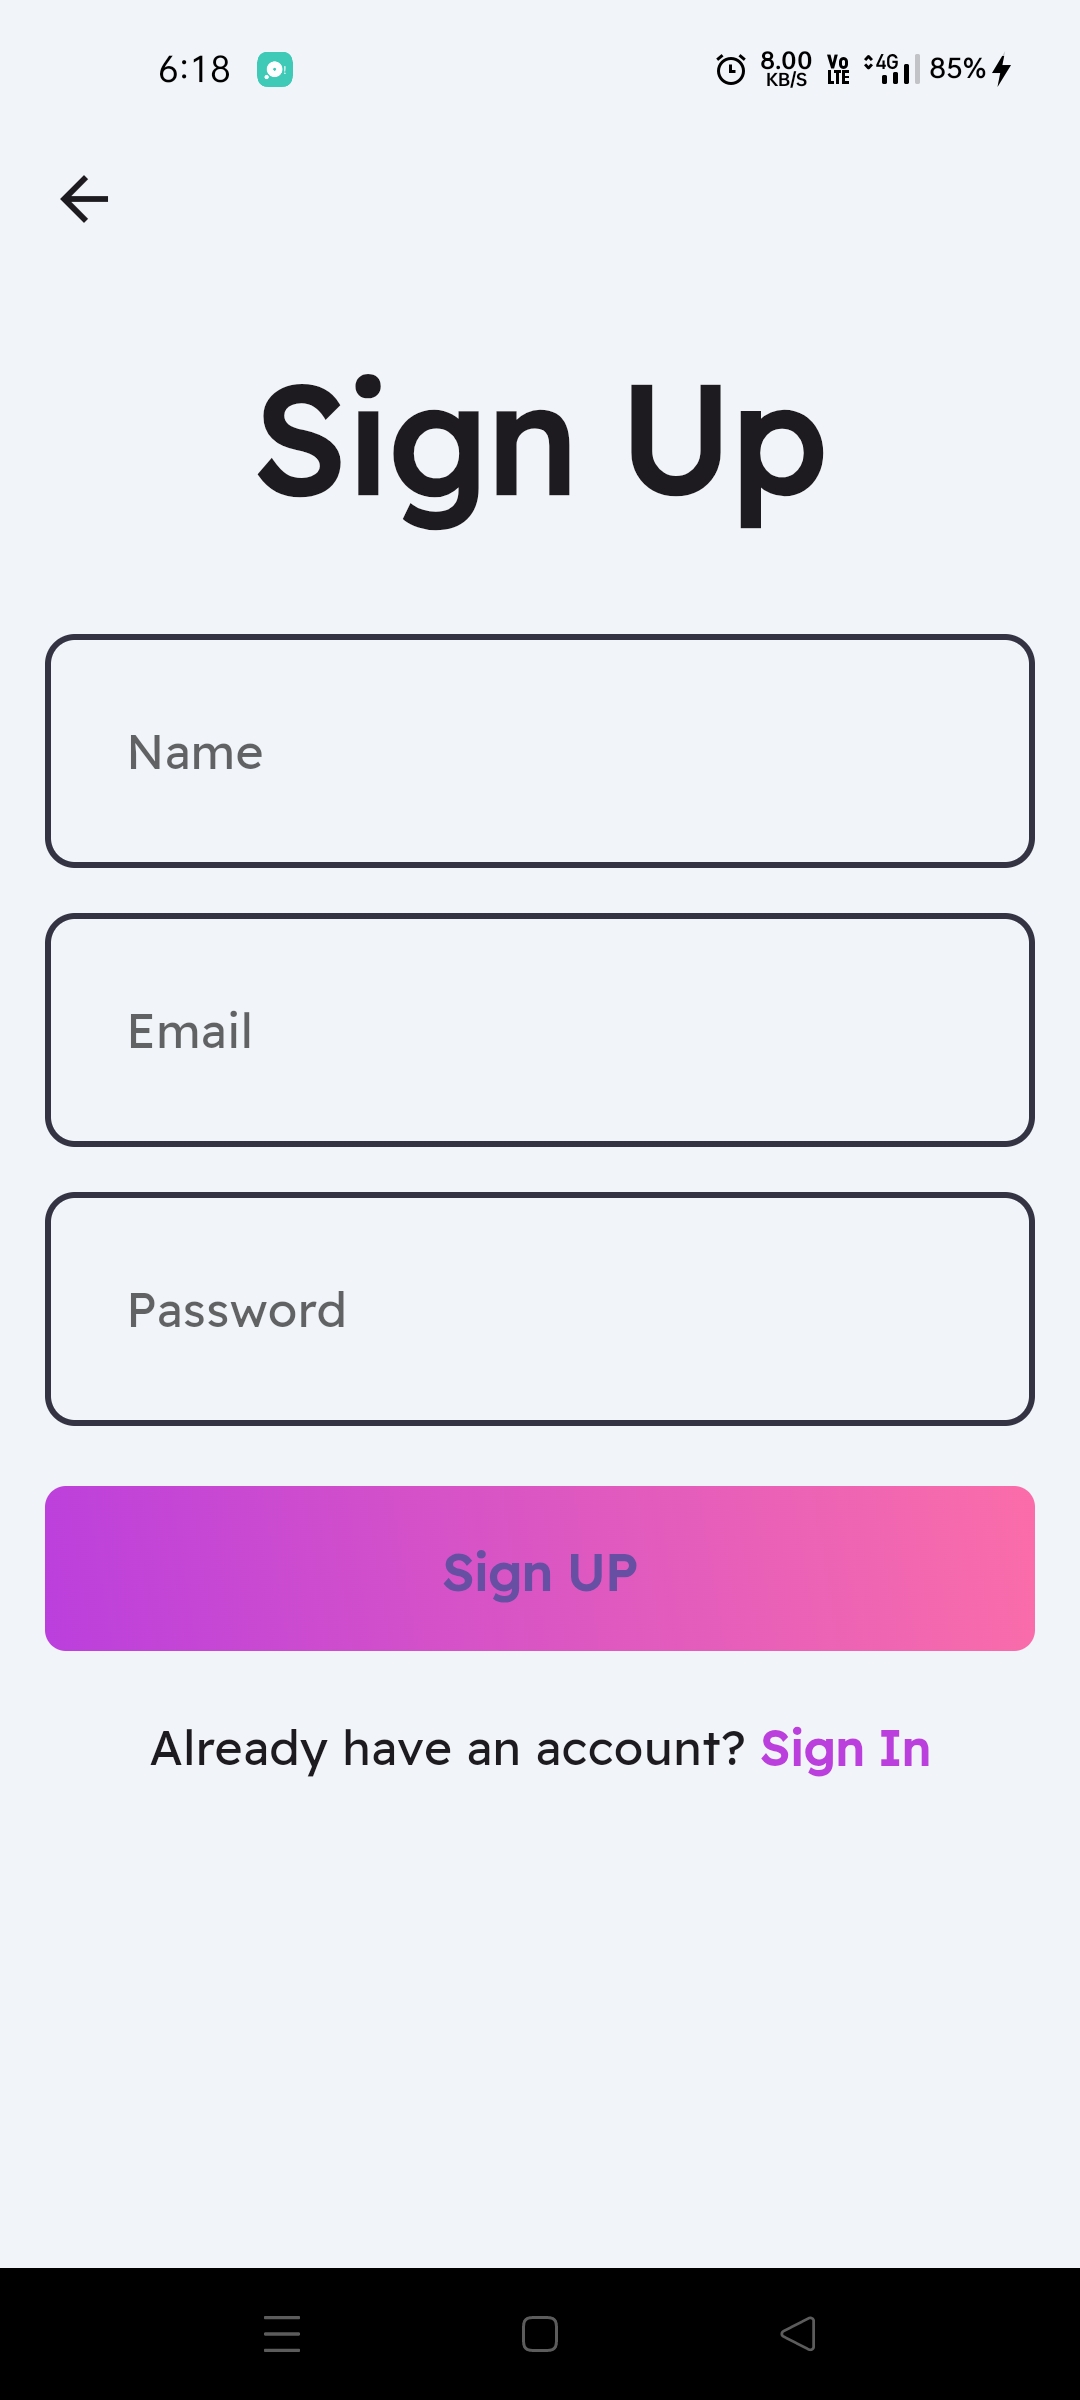 6:18 8.00 KB/S Vo LTE 4G 85%
Sign Up
Name
Email
Password
Sign UP
Already have an account? Sign In